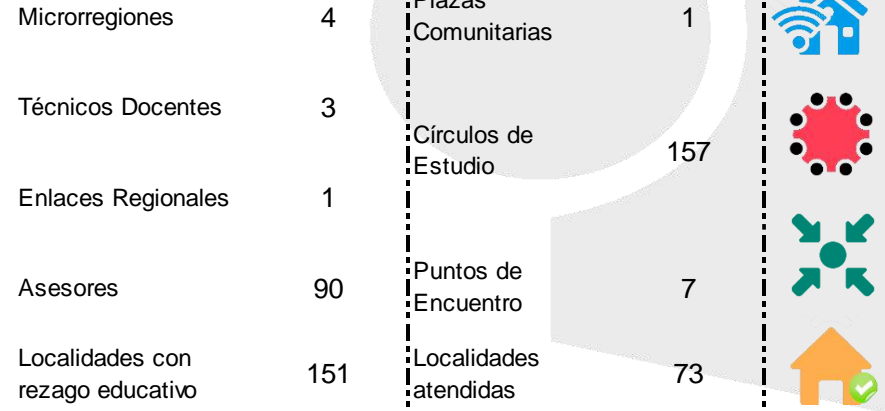 Microrregiones 4
Plazas
Comunitarias 1
Técnicos Docentes 3
Círculos de
Estudio 157
Enlaces Regionales 1
Asesores 90
Puntos de
Encuentro 7
Localidades con
rezago educativo 151
Localidades
atendidas 73